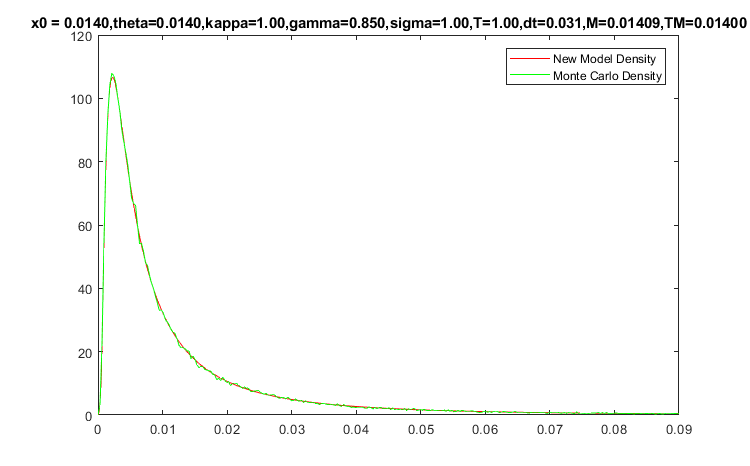 x0 = 0.0140,theta=0.0140,kappa=1.00,gamma=0.850,sigma=1.00,T=1.00,dt=0.031,M=0.01409,TM=0.01400
120
100
80
60
40
20
0
New Model Density
Monte Carlo Density
0 0.01 0.02 0.03 0.04 0.05 0.06 0.07 0.08 0.09